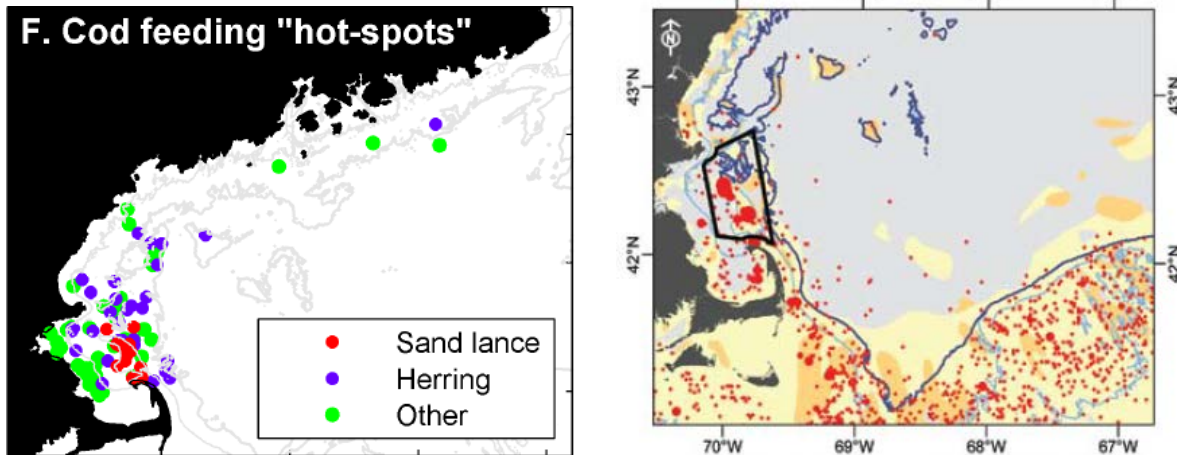 F. Cod feeding "hot-spots"
Sand lance
Herring
Other
N
43°N
42°N
43°N
42°N
70°W
69°W
68°W
67°W